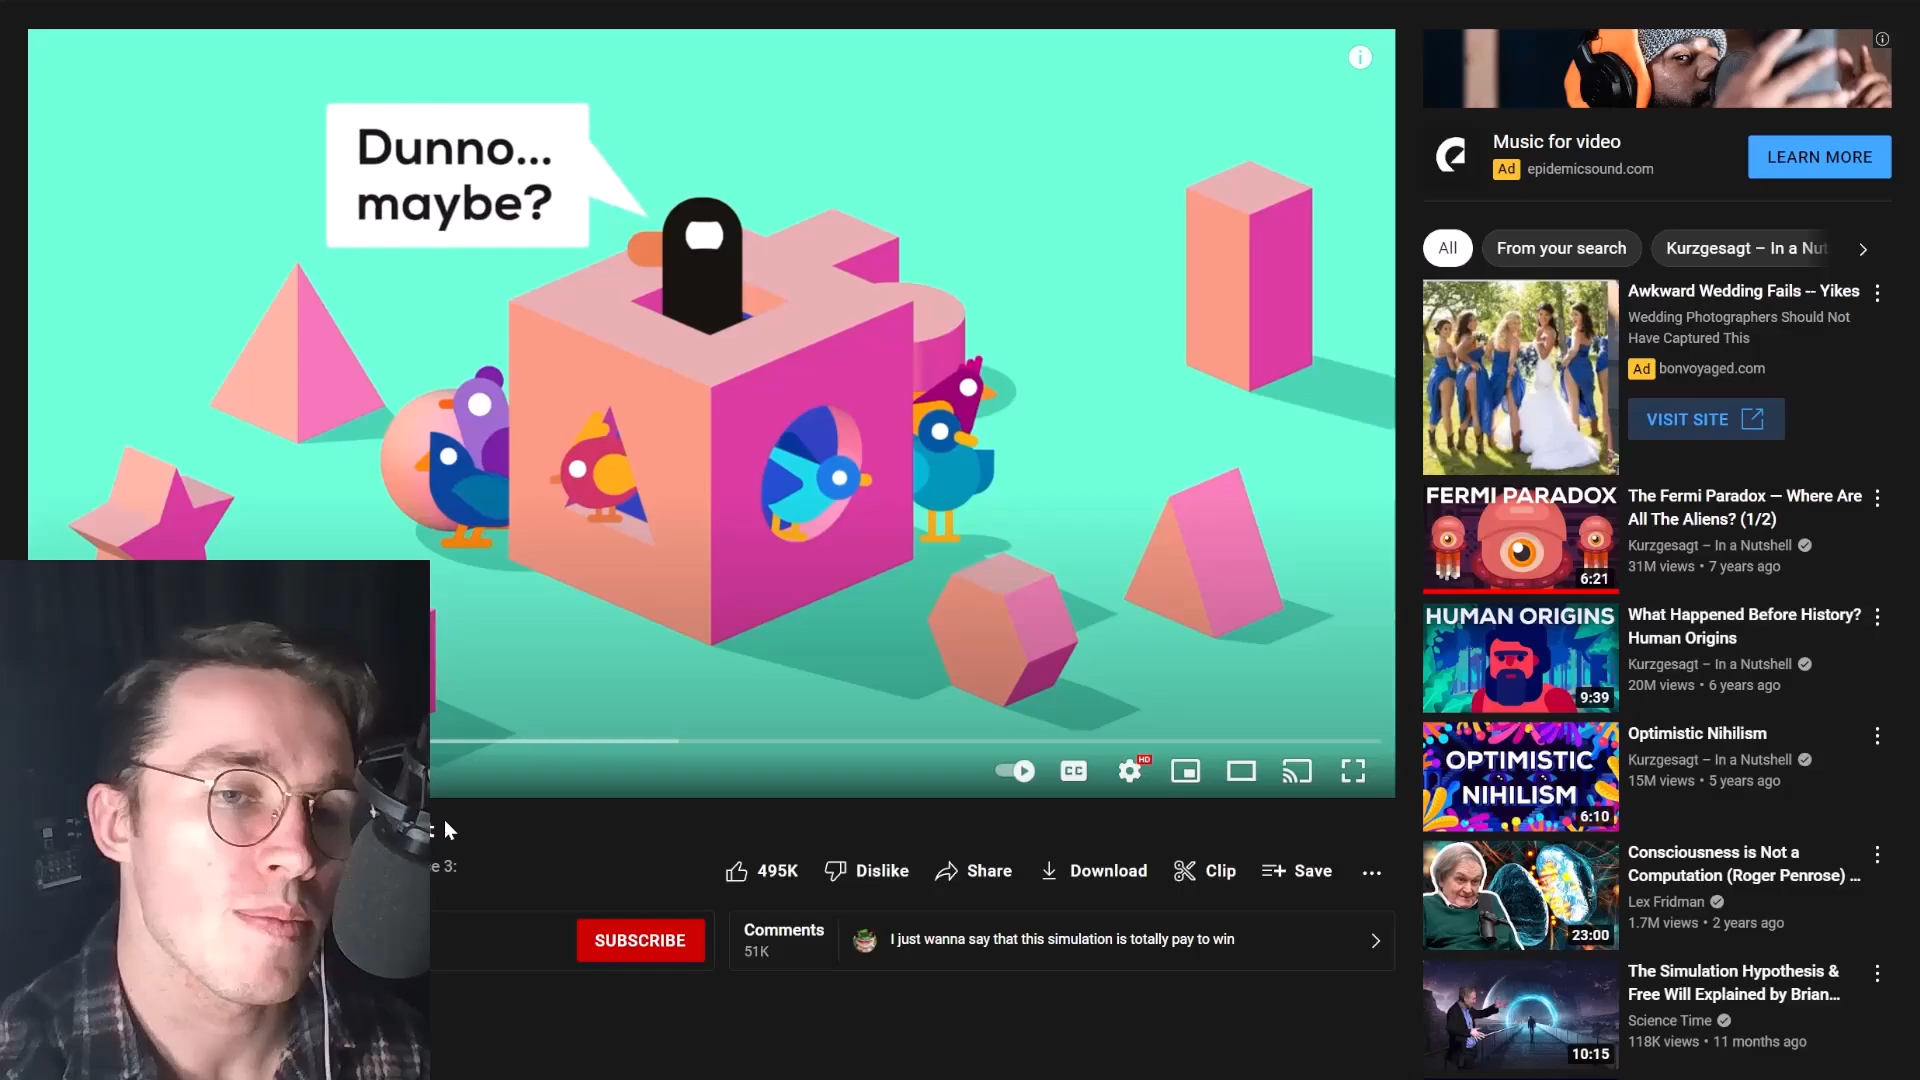 Dunno...
maybe?
Music for video
Ad epidemicsound.com
LEARN MORE
All
From your search
Kurzgesagt – In a Nut
Awkward Wedding Fails -- Yikes
Wedding Photographers Should Not
Have Captured This
Ad bonvoyaged.com
VISIT SITE
FERMI PARADOX
6:21
The Fermi Paradox — Where Are
All The Aliens? (1/2)
Kurzgesagt – In a Nutshell
31M views • 7 years ago
HUMAN ORIGINS
9:39
What Happened Before History?
Human Origins
Kurzgesagt – In a Nutshell
20M views • 6 years ago
OPTIMISTIC
NIHILISM
6:10
Optimistic Nihilism
Kurzgesagt – In a Nutshell
15M views • 5 years ago
23:00
Consciousness is Not a
Computation (Roger Penrose) ...
Lex Fridman
1.7M views • 2 years ago
10:15
The Simulation Hypothesis &
Free Will Explained by Brian...
Science Time
118K views • 11 months ago
CC
HD
e 3:
495K
Dislike
Share
Download
Clip
Save
SUBSCRIBE
Comments
51K
I just wanna say that this simulation is totally pay to win